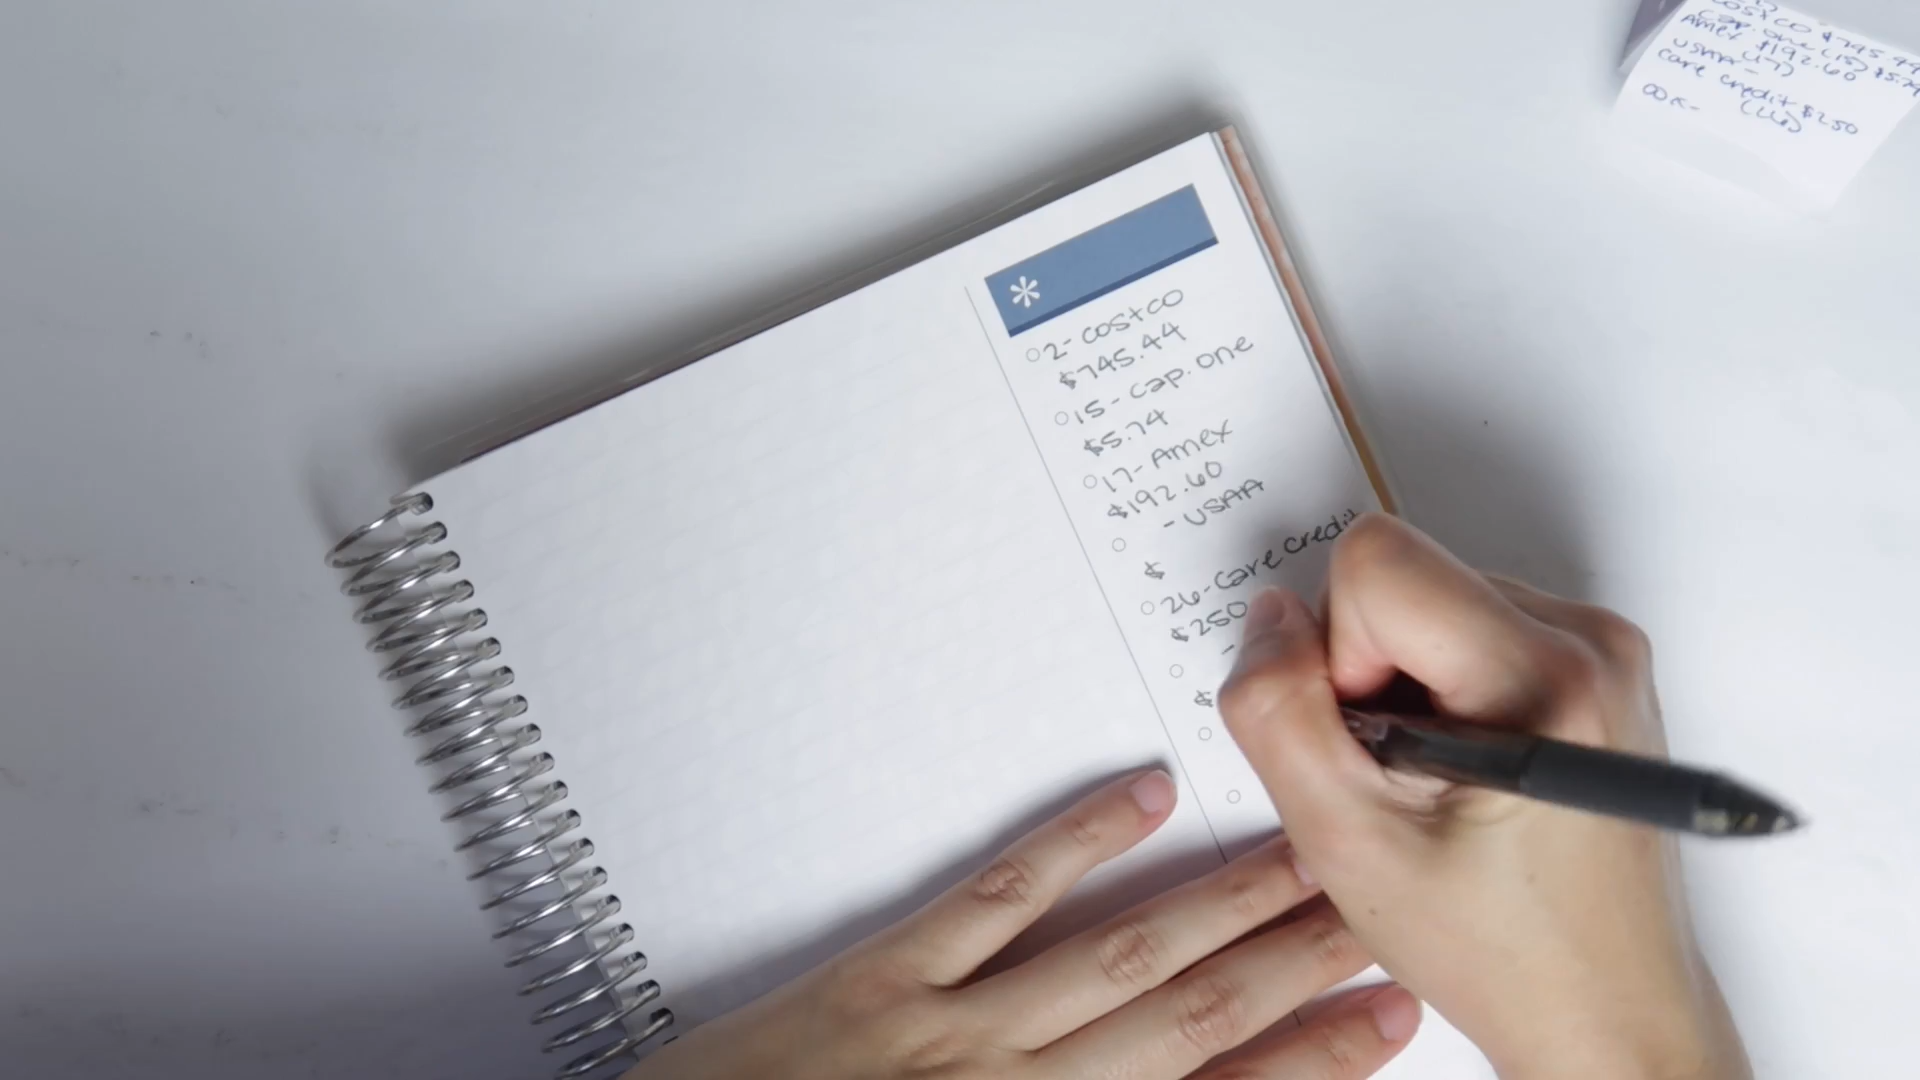 *
2- costco
$745.44
15- cap. one
$5.74
17- Amex
$192.60
- USAA
$
26- Care credit
$250
-
$
costco $745.44
cap. one (15) $5.74
Amex $192.60
USAA (17) -
care credit $250
(26)